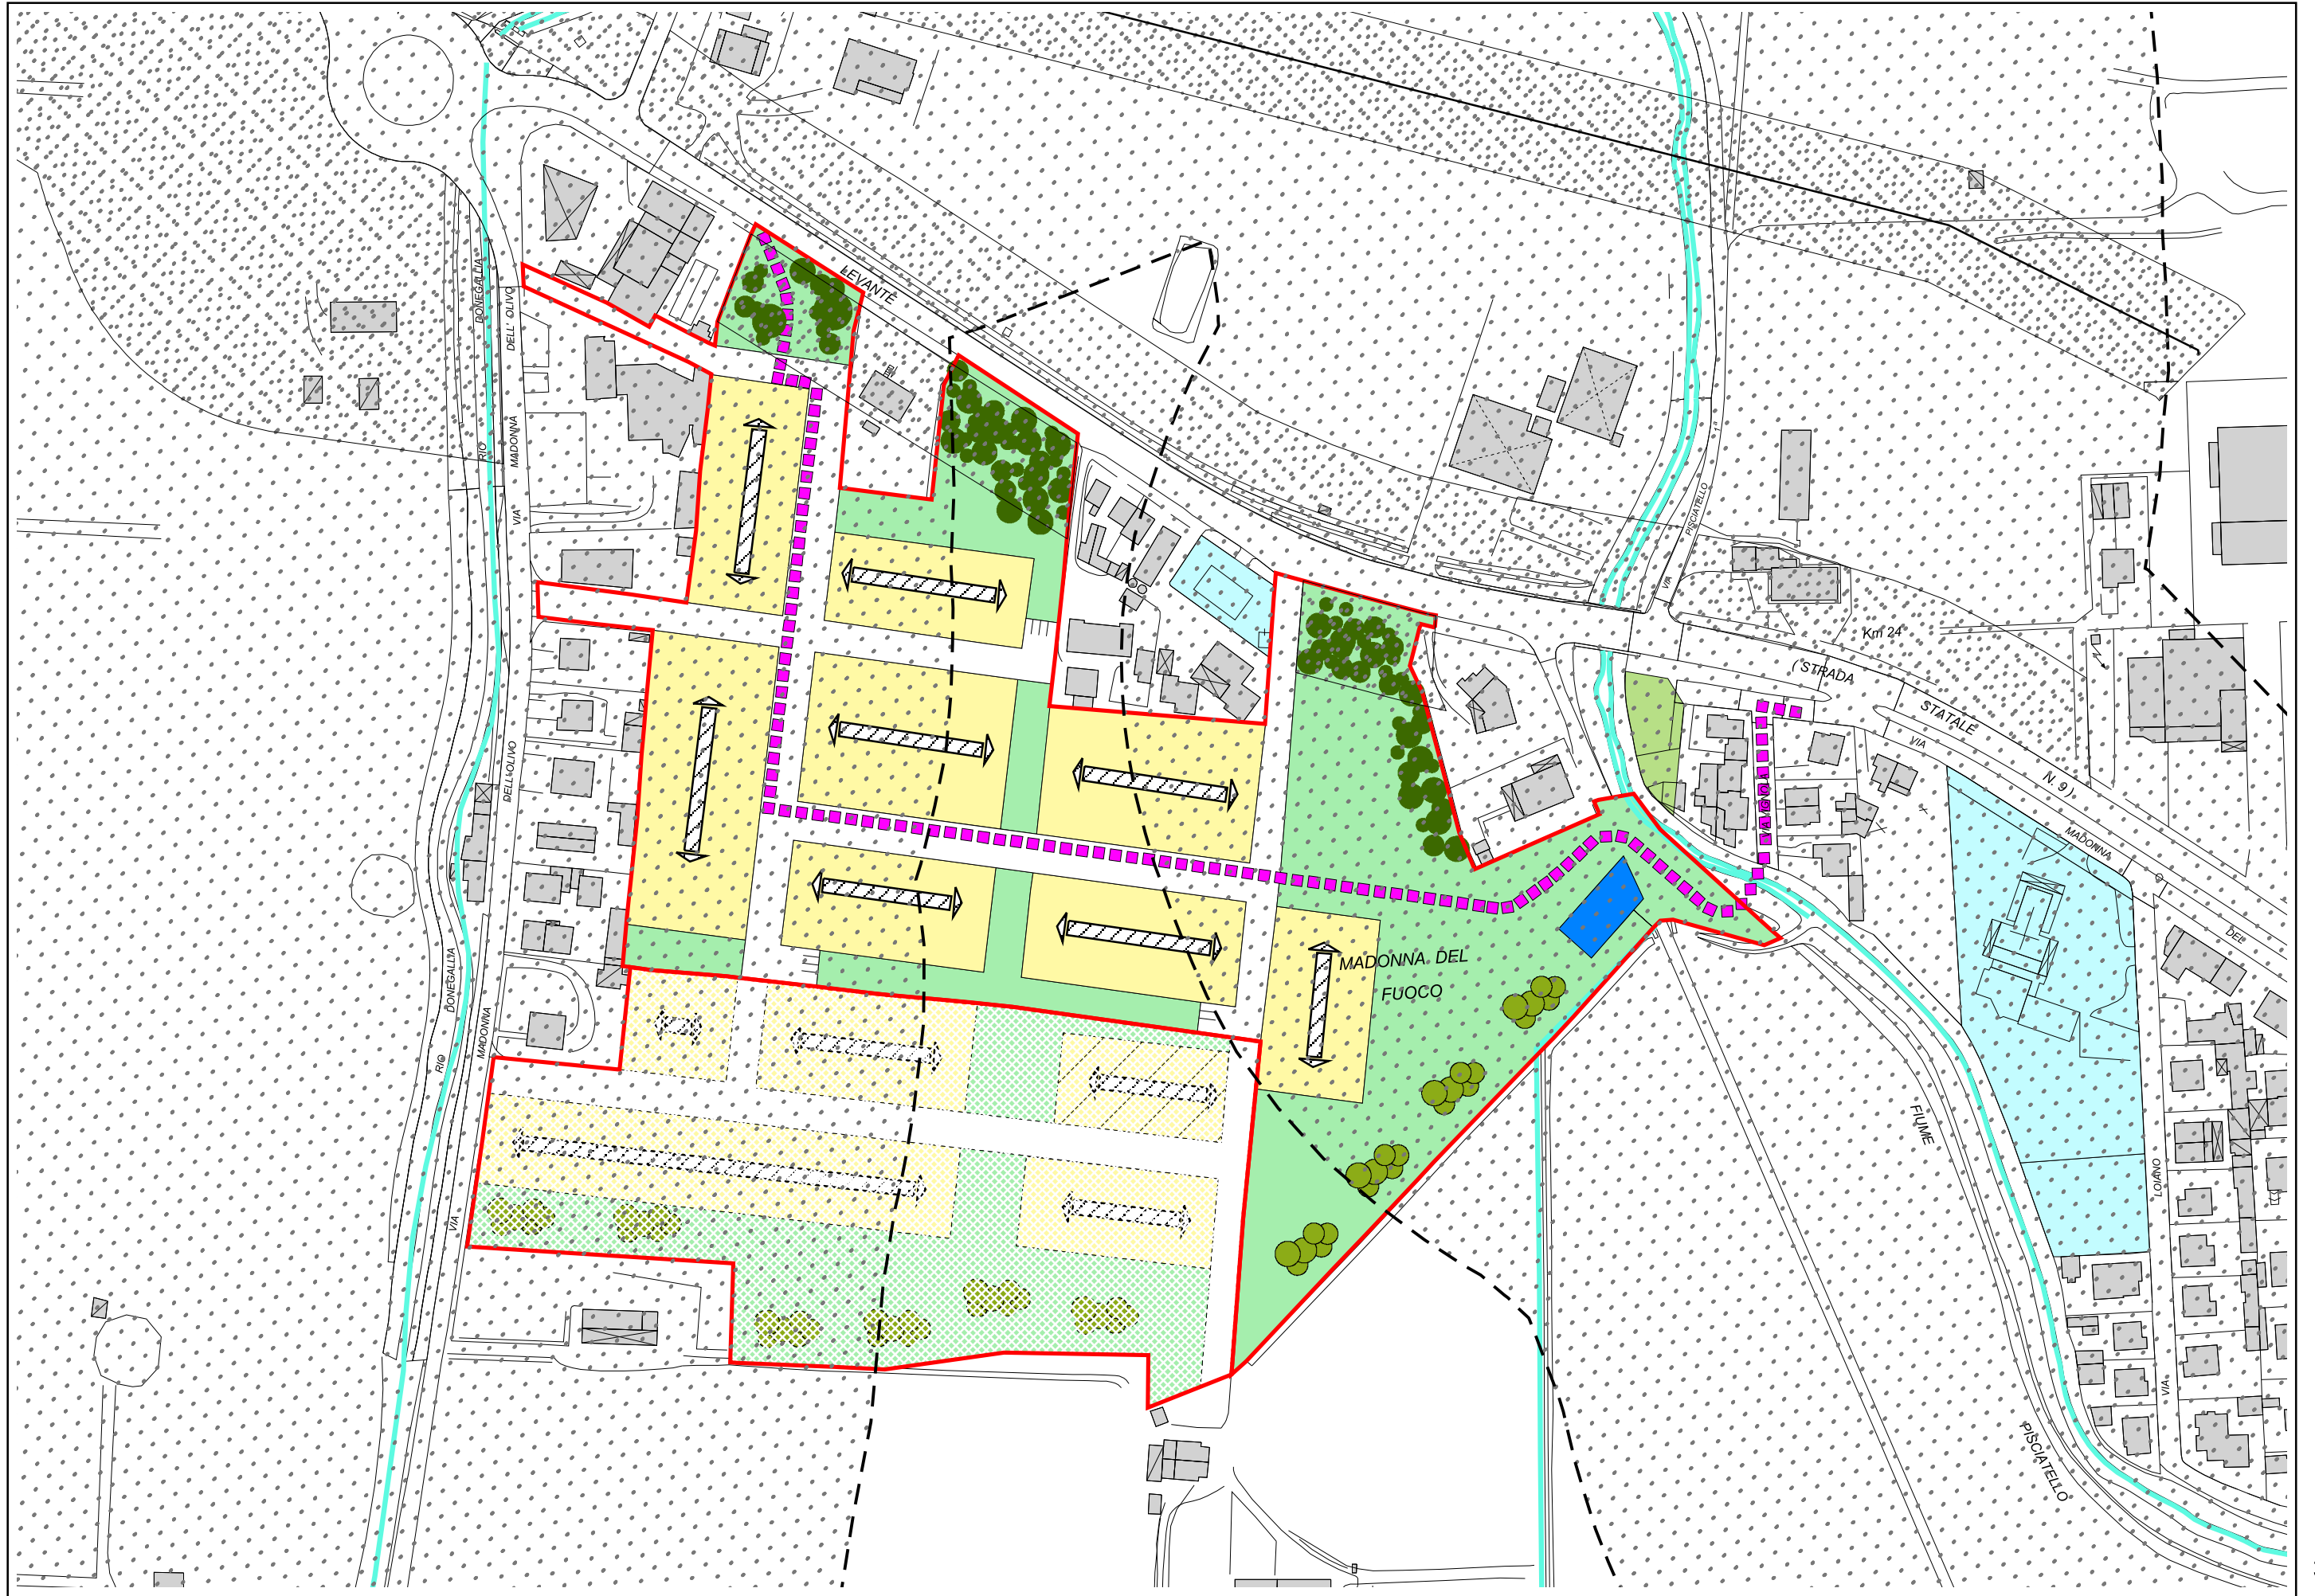 LEVANTE
DONEGALLIA
RIO
DELL' OLIVO
MADONNA
VIA
PISCIATELLO
1ª
VIA
Km 24
( STRADA
STATALE
N. 9 )
VIA
MADONNA
DEL
DELL'OLIVO
MADONNA DEL
FUOCO
DONEGALLIA
RIO
MADONNA
VIA
FIUME
PISCIATELLO
LOIANO
VIA